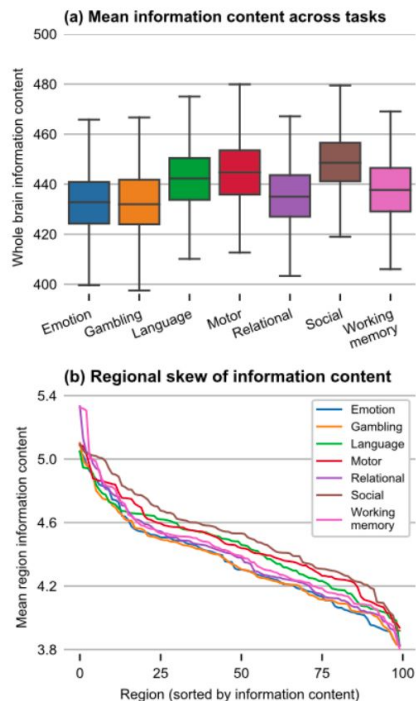 (a) Mean information content across tasks
500
480
460
440
420
400
Whole brain information content
Emotion
Gambling
Language
Motor
Relational
Social
Working
memory
(b) Regional skew of information content
5.4
5.0
4.6
4.2
3.8
Mean region information content
Emotion
Gambling
Language
Motor
Relational
Social
Working
memory
0 25 50 75 100
Region (sorted by information content)